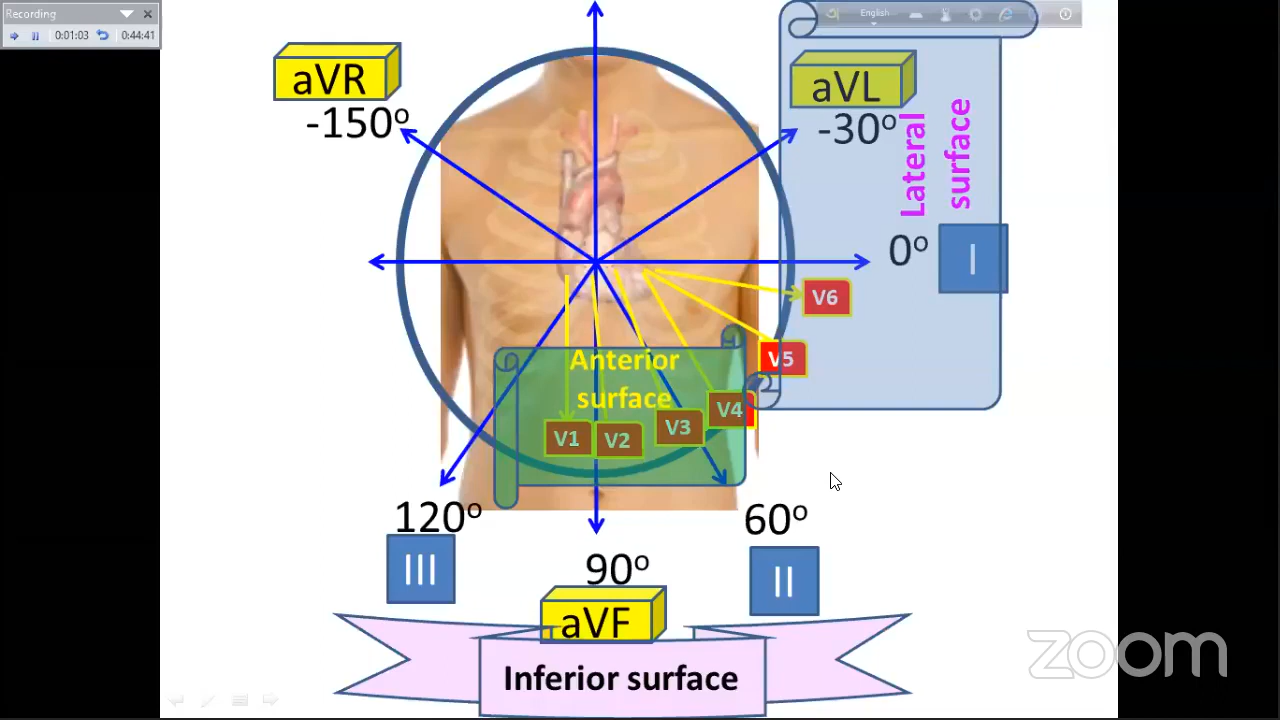 Recording
0:01:03
0:44:41
English
aVR
-150º
aVL
-30º
Lateral
surface
0º
I
V6
V5
Anterior
surface
V4
V3
V1
V2
120º
60º
III
90º
II
aVF
Inferior surface
zoom